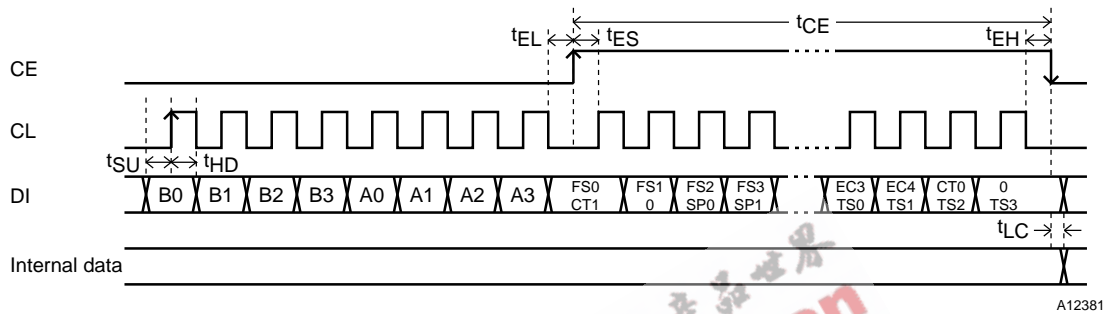 tCE
tEL tES tEH
CE
CL
tSU tHD
DI B0 B1 B2 B3 A0 A1 A2 A3 FS0 FS1 FS2 FS3 EC3 EC4 CT0 0
CT1 0 SP0 SP1 TS0 TS1 TS2 TS3
tLC
Internal data
A12381